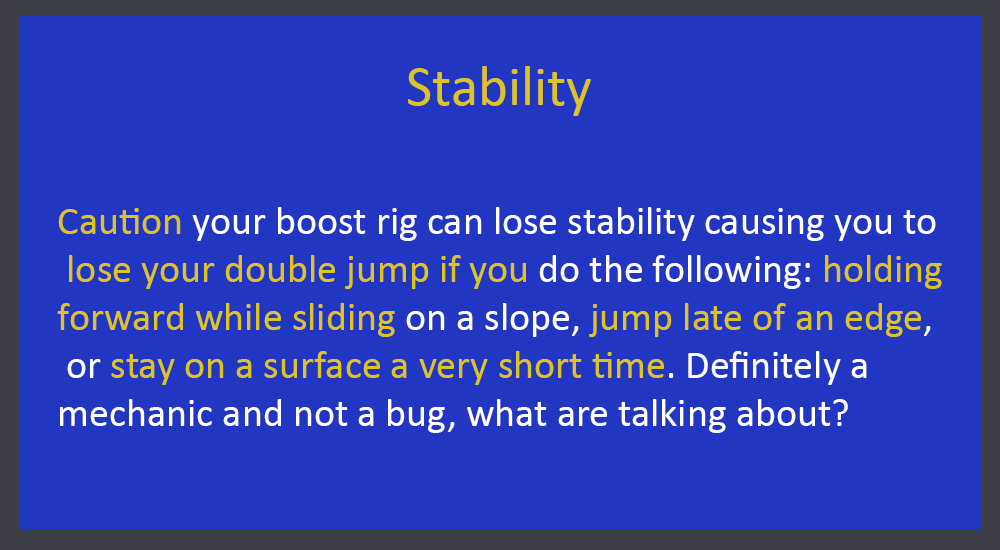 Stability
Caution your boost rig can lose stability causing you to
lose your double jump if you do the following: holding
forward while sliding on a slope, jump late of an edge,
or stay on a surface a very short time. Definitely a
mechanic and not a bug, what are talking about?